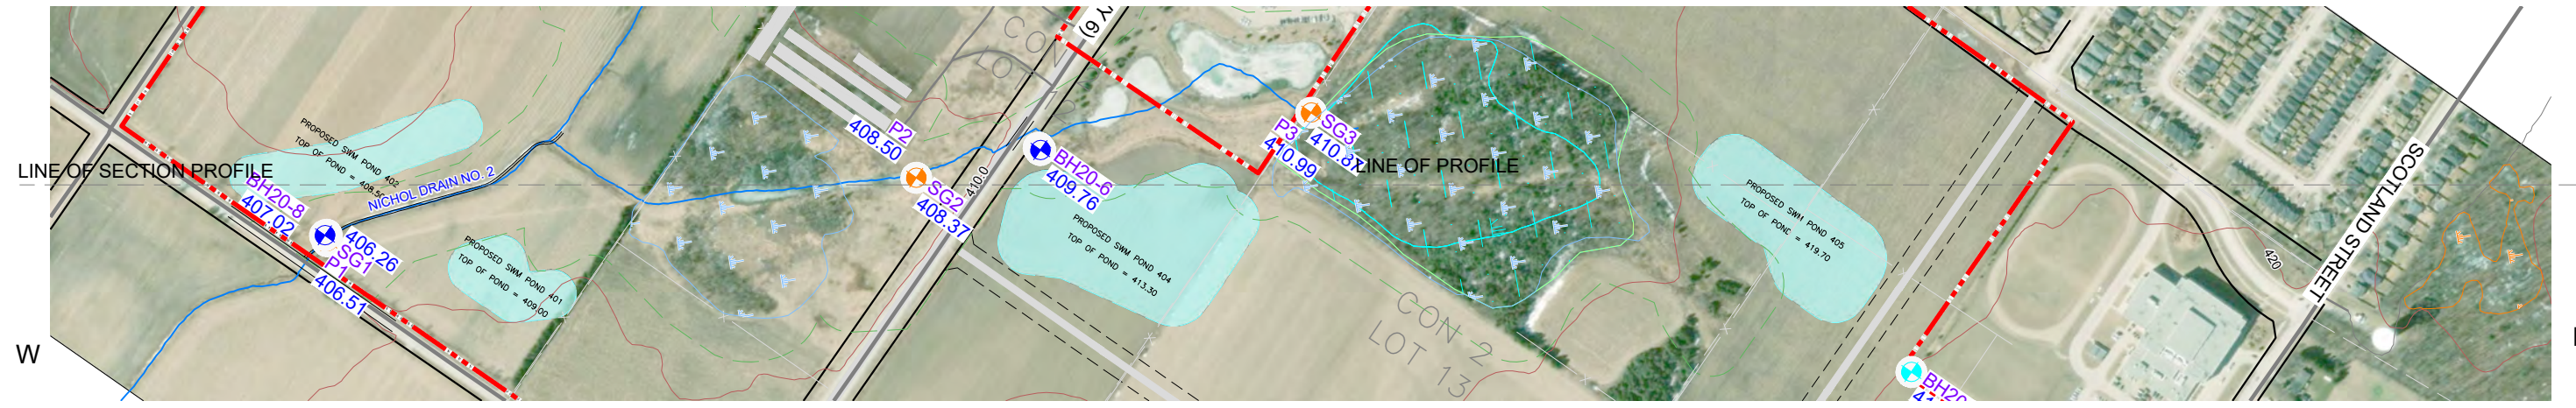 Y 6)
CON
LO
PROPOSED SWM POND 402
TOP OF POND = 408.50
LINE OF SECTION PROFILE
NICHOL DRAIN NO. 2
BH20-8
407.02
406.26
SG1
P1
406.51
PROPOSED SWM POND 401
TOP OF POND = 409.00
P2
408.50
SG2
408.37
410.0
BH20-6
409.76
PROPOSED SWM POND 404
TOP OF POND = 413.30
P3
410.99
SG3
410.87
LINE OF PROFILE
CON 2
LOT 13
PROPOSED SWM POND 405
TOP OF POND = 419.70
SCOTLAND STREET
420
BH20
W